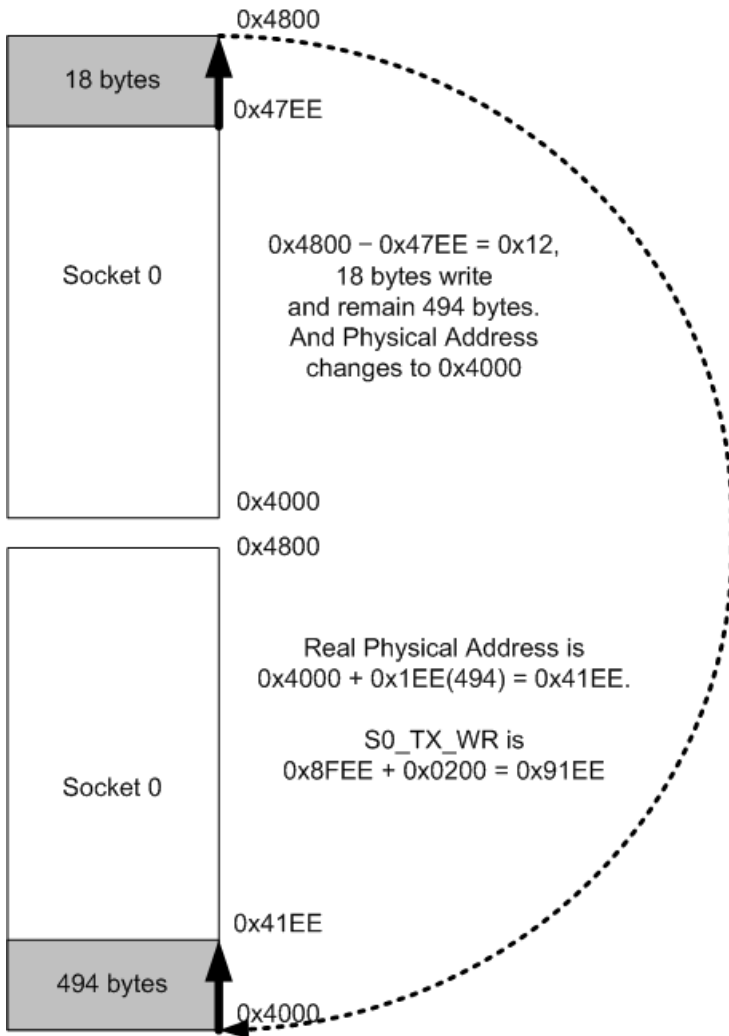 0x4800
18 bytes
0x47EE
Socket 0
0x4800 − 0x47EE = 0x12,
18 bytes write
and remain 494 bytes.
And Physical Address
changes to 0x4000
0x4000
0x4800
Real Physical Address is
0x4000 + 0x1EE(494) = 0x41EE.
S0_TX_WR is
0x8FEE + 0x0200 = 0x91EE
Socket 0
0x41EE
494 bytes
0x4000